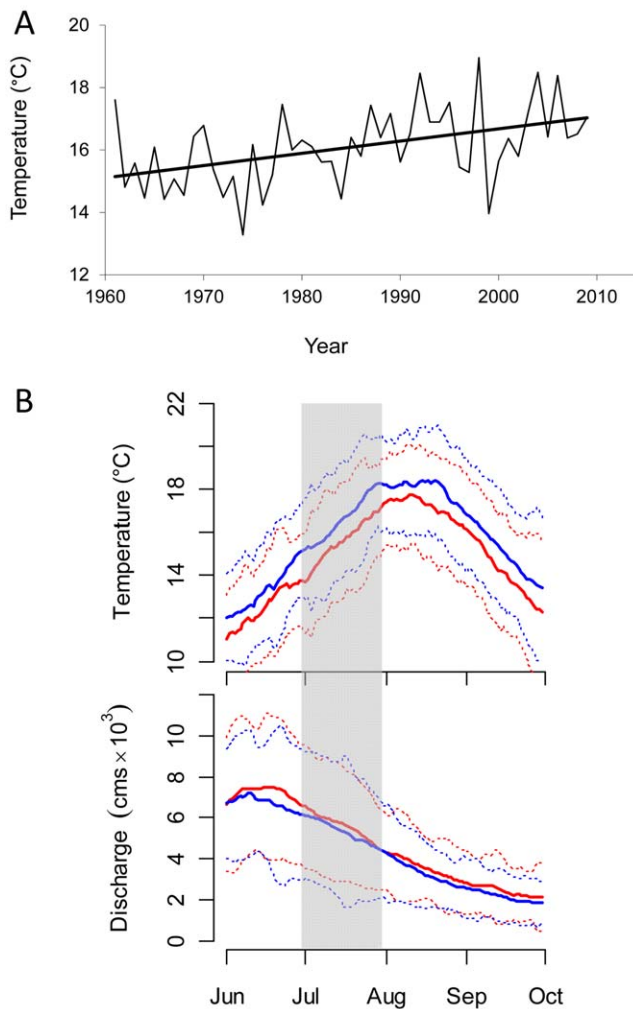 A
Temperature (°C)
20
18
16
14
12
1960 1970 1980 1990 2000 2010
Year
B
Temperature (°C)
22
18
14
10
Discharge (cms × 10³)
10
8
6
4
2
0
Jun Jul Aug Sep Oct